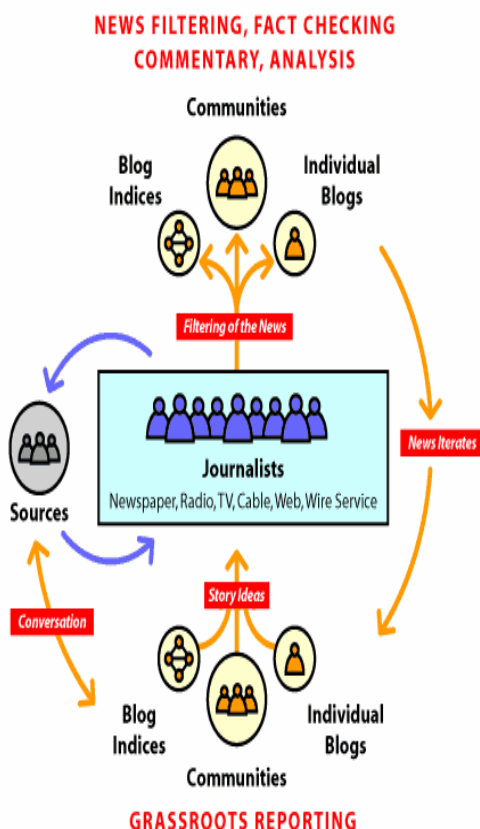 NEWS FILTERING, FACT CHECKING
COMMENTARY, ANALYSIS
Communities
Blog
Indices
Individual
Blogs
Filtering of the News
Journalists
Newspaper, Radio, TV, Cable, Web, Wire Service
News Iterates
Sources
Story Ideas
Conversation
Blog
Indices
Individual
Blogs
Communities
GRASSROOTS REPORTING